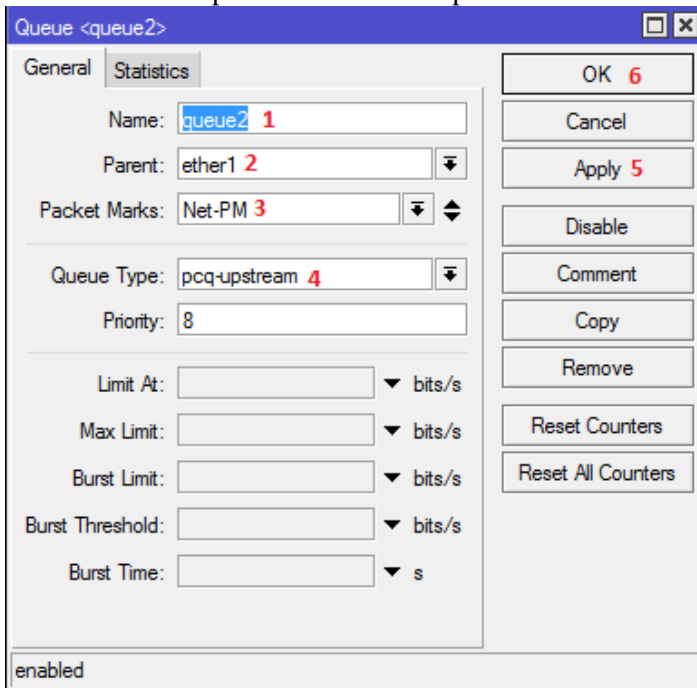 Queue <queue2>
General Statistics
Name: queue2 1
Parent: ether1 2
Packet Marks: Net-PM 3
Queue Type: pcq-upstream 4
Priority: 8
Limit At: bits/s
Max Limit: bits/s
Burst Limit: bits/s
Burst Threshold: bits/s
Burst Time: s
OK 6
Cancel
Apply 5
Disable
Comment
Copy
Remove
Reset Counters
Reset All Counters
enabled